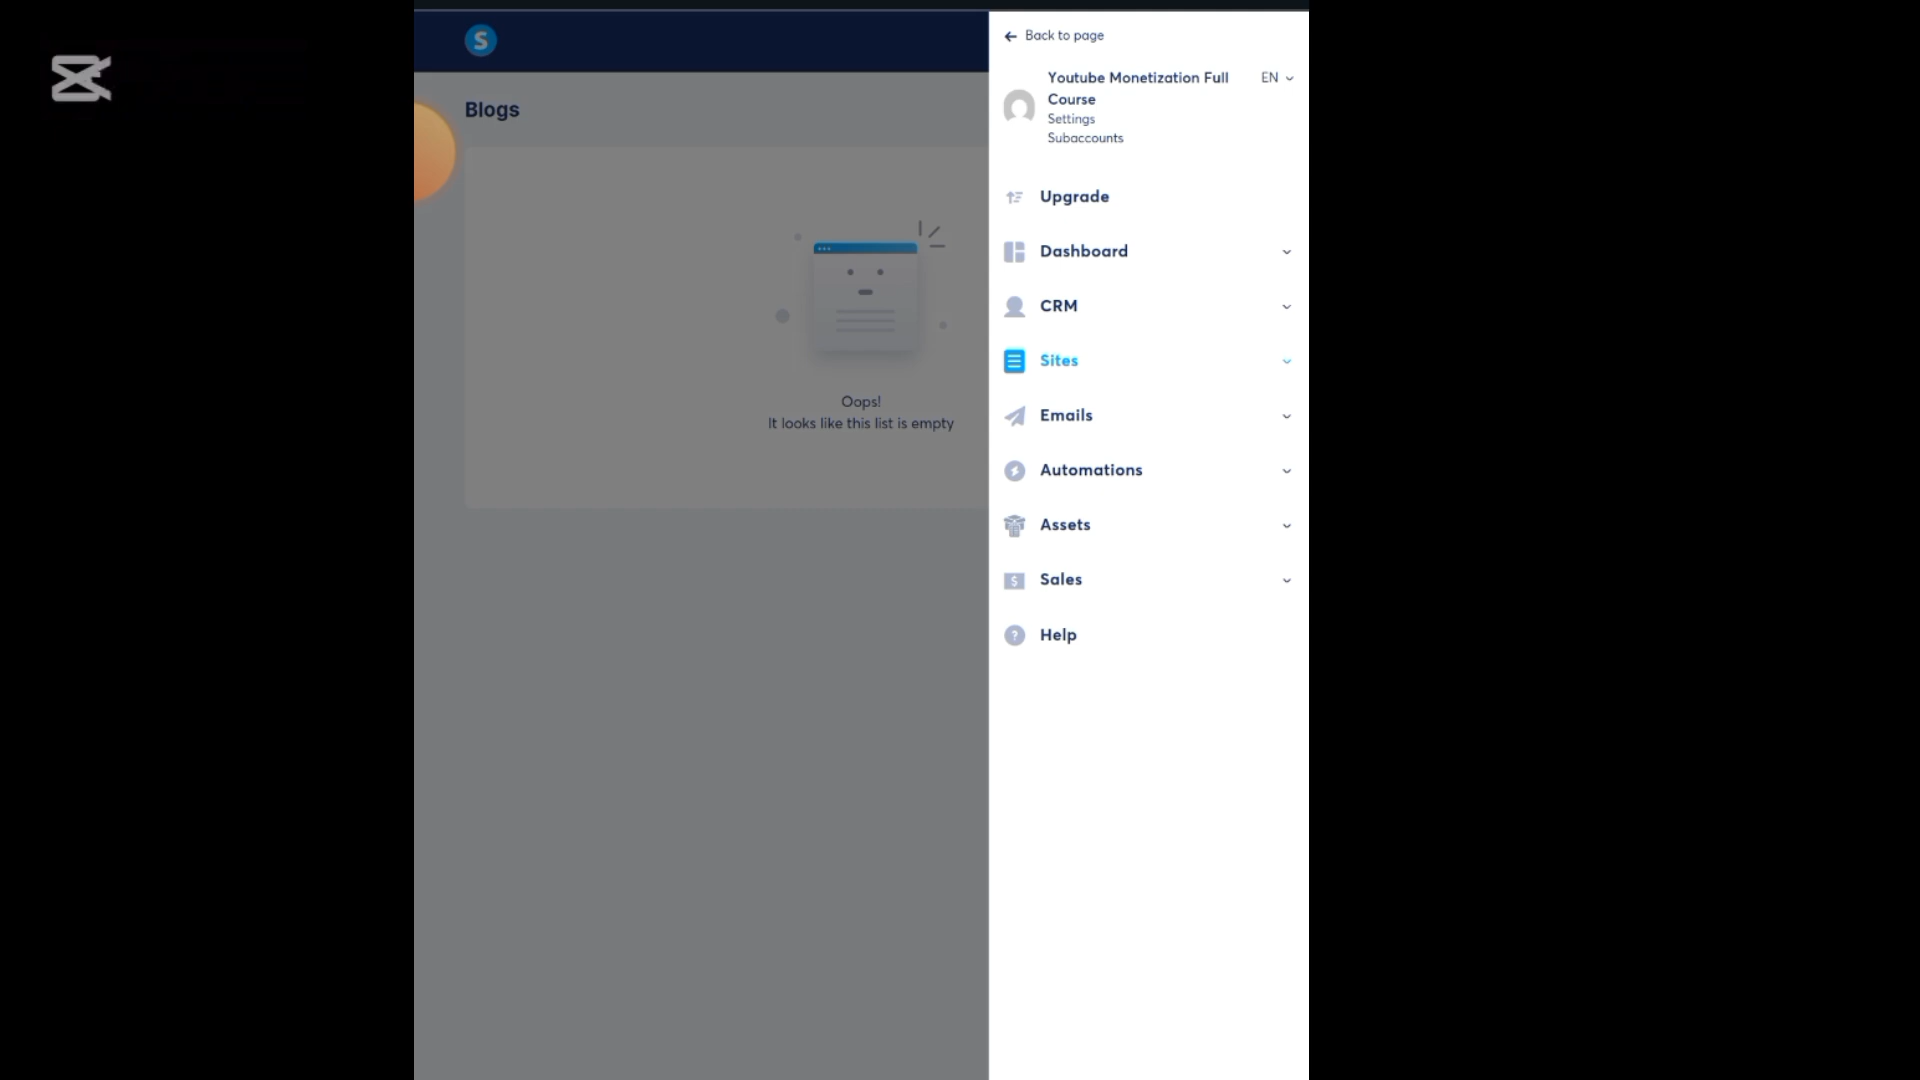 S
Blogs
Oops!
It looks like this list is empty
Back to page
Youtube Monetization Full
Course
EN
Settings
Subaccounts
Upgrade
Dashboard
CRM
Sites
Emails
Automations
Assets
Sales
Help